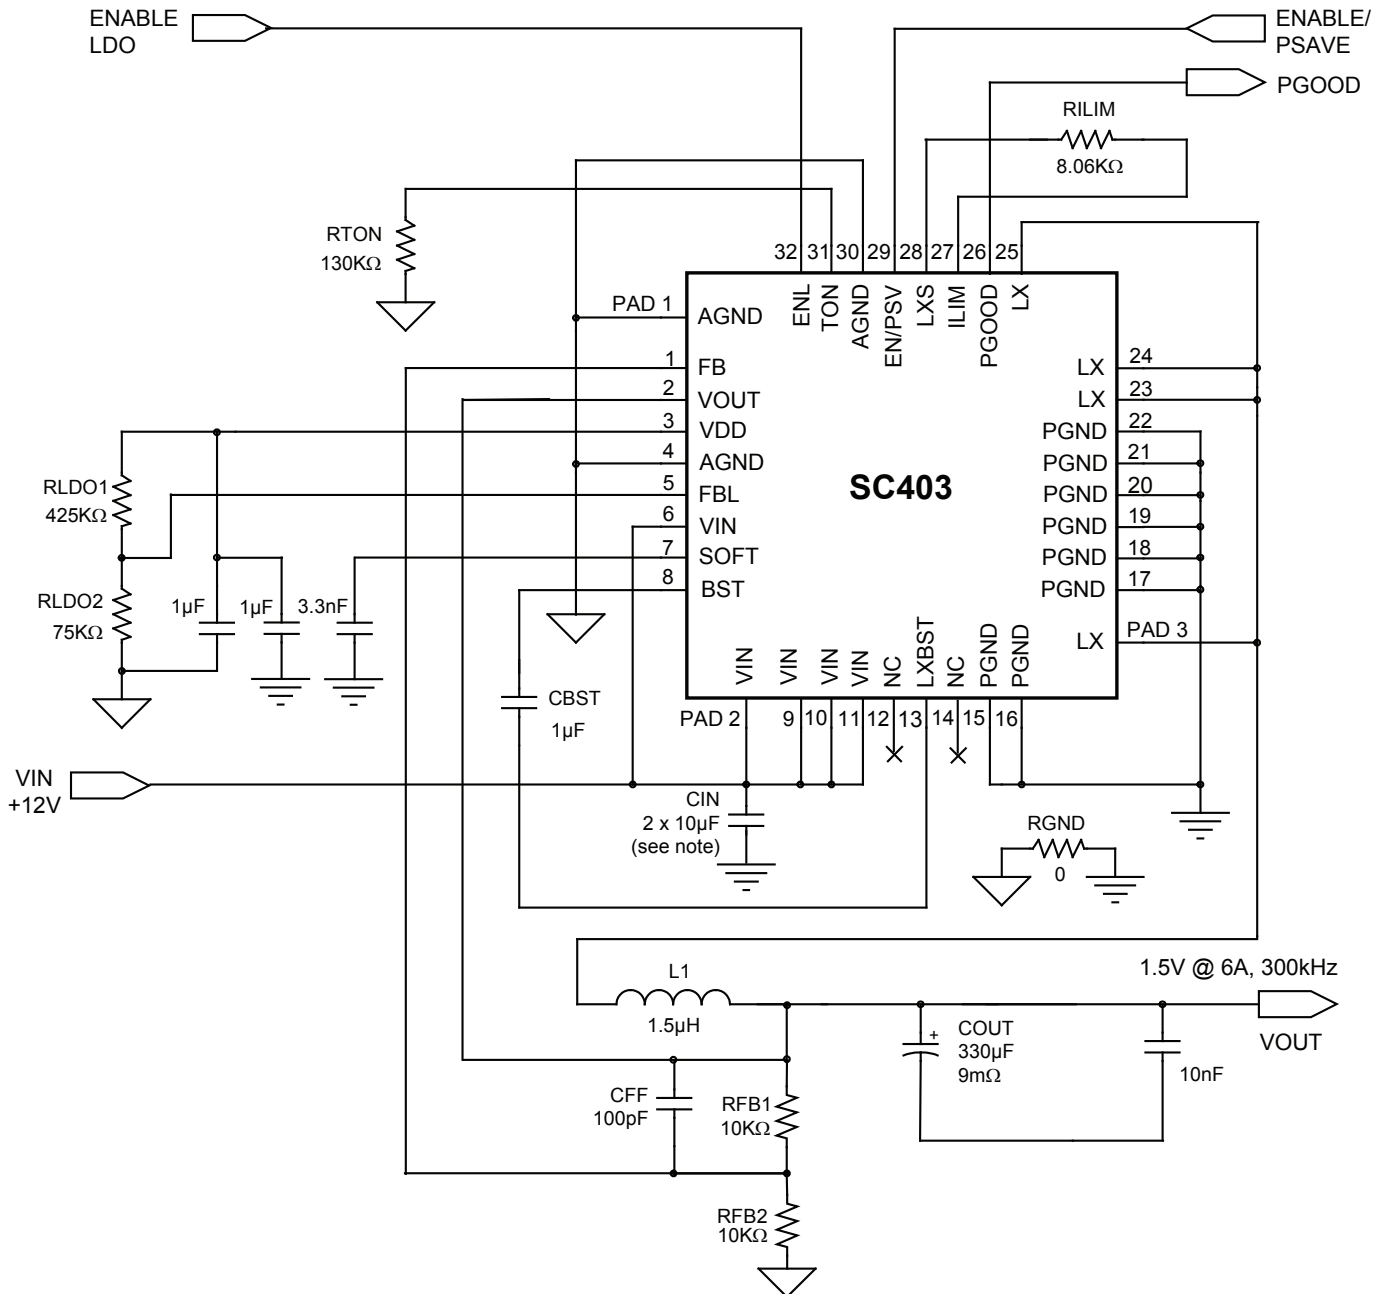 ENABLE
LDO
ENABLE/
PSAVE
PGOOD
RILIM
8.06KΩ
RTON
130KΩ
32 31 30 29 28 27 26 25
ENL
TON
AGND
EN/PSV
LXS
ILIM
PGOOD
LX
PAD 1
AGND
1
FB
2
VOUT
3
VDD
4
AGND
5
FBL
6
VIN
7
SOFT
8
BST
SC403
LX
24
LX
23
PGND
22
PGND
21
PGND
20
PGND
19
PGND
18
PGND
17
LX
PAD 3
RLDO1
425KΩ
RLDO2
75KΩ
1µF
1µF
3.3nF
VIN
VIN
VIN
VIN
NC
LXBST
NC
PGND
PGND
PAD 2
9 10 11 12 13 14 15 16
CBST
1µF
VIN
+12V
CIN
2 x 10µF
(see note)
RGND
0
1.5V @ 6A, 300kHz
L1
1.5µH
VOUT
+
COUT
330µF
9mΩ
10nF
CFF
100pF
RFB1
10KΩ
RFB2
10KΩ